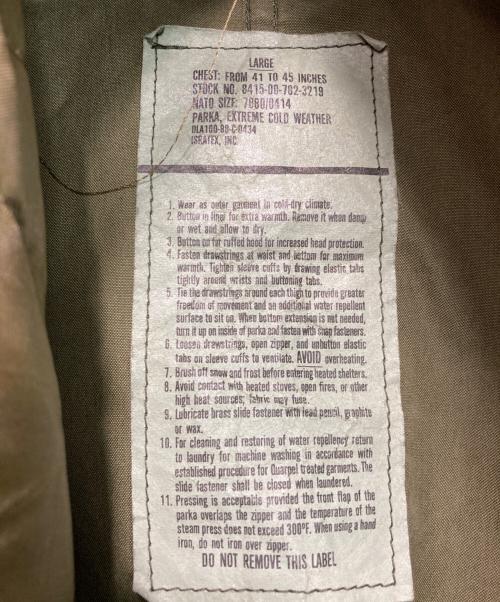 LARGE
CHEST: FROM 41 TO 45 INCHES
STOCK NO. 8415-00-782-3219
NATO SIZE: 7080/0414
PARKA, EXTREME COLD WEATHER
DLA100-80-C-0434
ISRATEX, INC.
1. Wear as outer garment in cold-dry climate.
2. Button in liner for extra warmth. Remove it when damp
or wet and allow to dry.
3. Button on fur ruffed hood for increased head protection.
4. Fasten drawstrings at waist and bottom for maximum
warmth. Tighten sleeve cuffs by drawing elastic tabs
tightly around wrists and buttoning tabs.
5. Tie the drawstrings around each thigh to provide greater
freedom of movement and an additional water repellent
surface to sit on. When bottom extension is not needed,
turn it up on inside of parka and fasten with snap fasteners.
6. Loosen drawstrings, open zipper, and unbutton elastic
tabs on sleeve cuffs to ventilate. AVOID overheating.
7. Brush off snow and frost before entering heated shelters.
8. Avoid contact with heated stoves, open fires, or other
high heat sources; fabric may fuse.
9. Lubricate brass slide fastener with lead pencil, graphite
or wax.
10. For cleaning and restoring of water repellency return
to laundry for machine washing in accordance with
established procedure for Quarpel treated garments. The
slide fastener shall be closed when laundered.
11. Pressing is acceptable provided the front flap of the
parka overlaps the zipper and the temperature of the
steam press does not exceed 300°F. When using a hand
iron, do not iron over zipper.
DO NOT REMOVE THIS LABEL